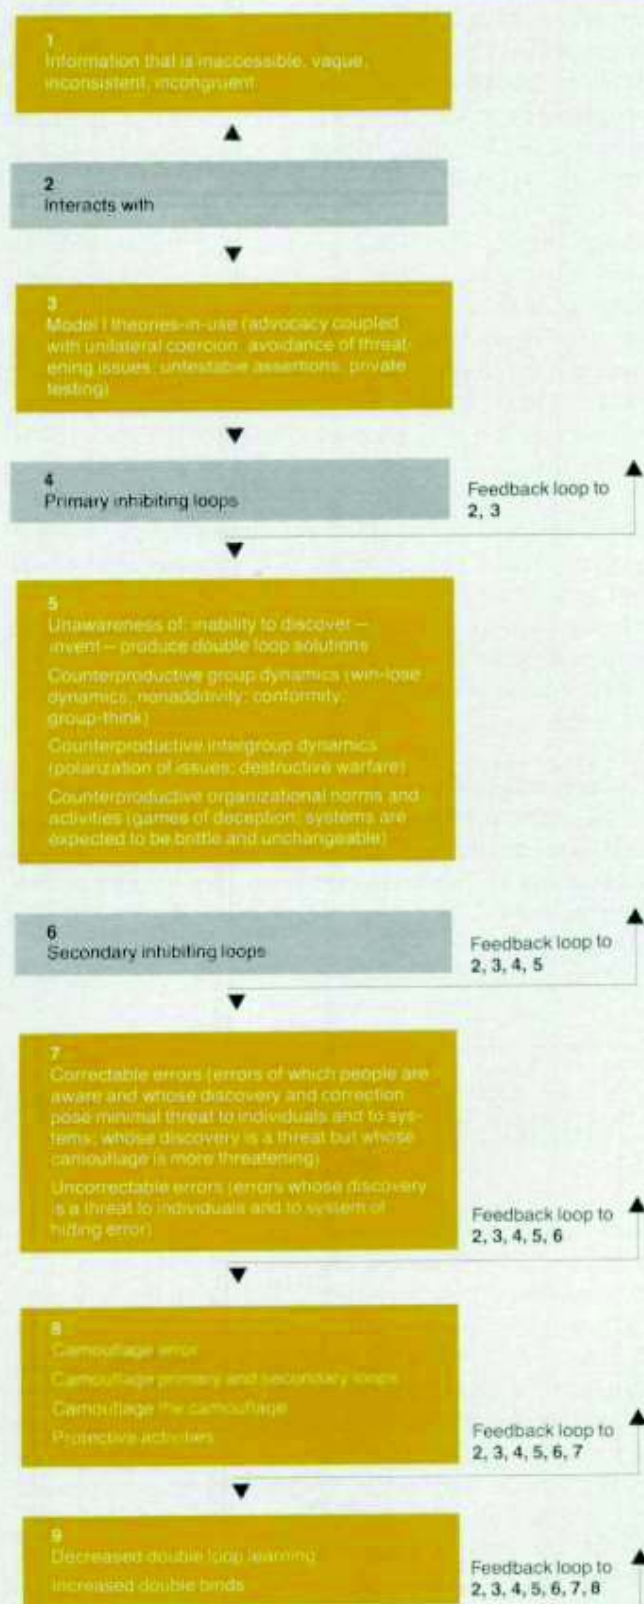 1
Information that is inaccessible, vague,
inconsistent, incongruent
2
Interacts with
3
Model I theories-in-use (advocacy coupled
with unilateral coercion; avoidance of threat-
ening issues; untestable assertions; private
testing)
4
Primary inhibiting loops
Feedback loop to
2, 3
5
Unawareness of: inability to discover –
invent – produce double loop solutions
Counterproductive group dynamics (win-lose
dynamics; nonadditivity; conformity;
group-think)
Counterproductive intergroup dynamics
(polarization of issues; destructive warfare)
Counterproductive organizational norms and
activities (games of deception; systems are
expected to be brittle and unchangeable)
6
Secondary inhibiting loops
Feedback loop to
2, 3, 4, 5
7
Correctable errors (errors of which people are
aware and whose discovery and correction
pose minimal threat to individuals and to sys-
tems; whose discovery is a threat but whose
camouflage is more threatening)
Uncorrectable errors (errors whose discovery
is a threat to individuals and to system of
hiding error)
Feedback loop to
2, 3, 4, 5, 6
8
Camouflage error
Camouflage primary and secondary loops
Camouflage the camouflage
Protective activities
Feedback loop to
2, 3, 4, 5, 6, 7
9
Decreased double loop learning
Increased double binds
Feedback loop to
2, 3, 4, 5, 6, 7, 8